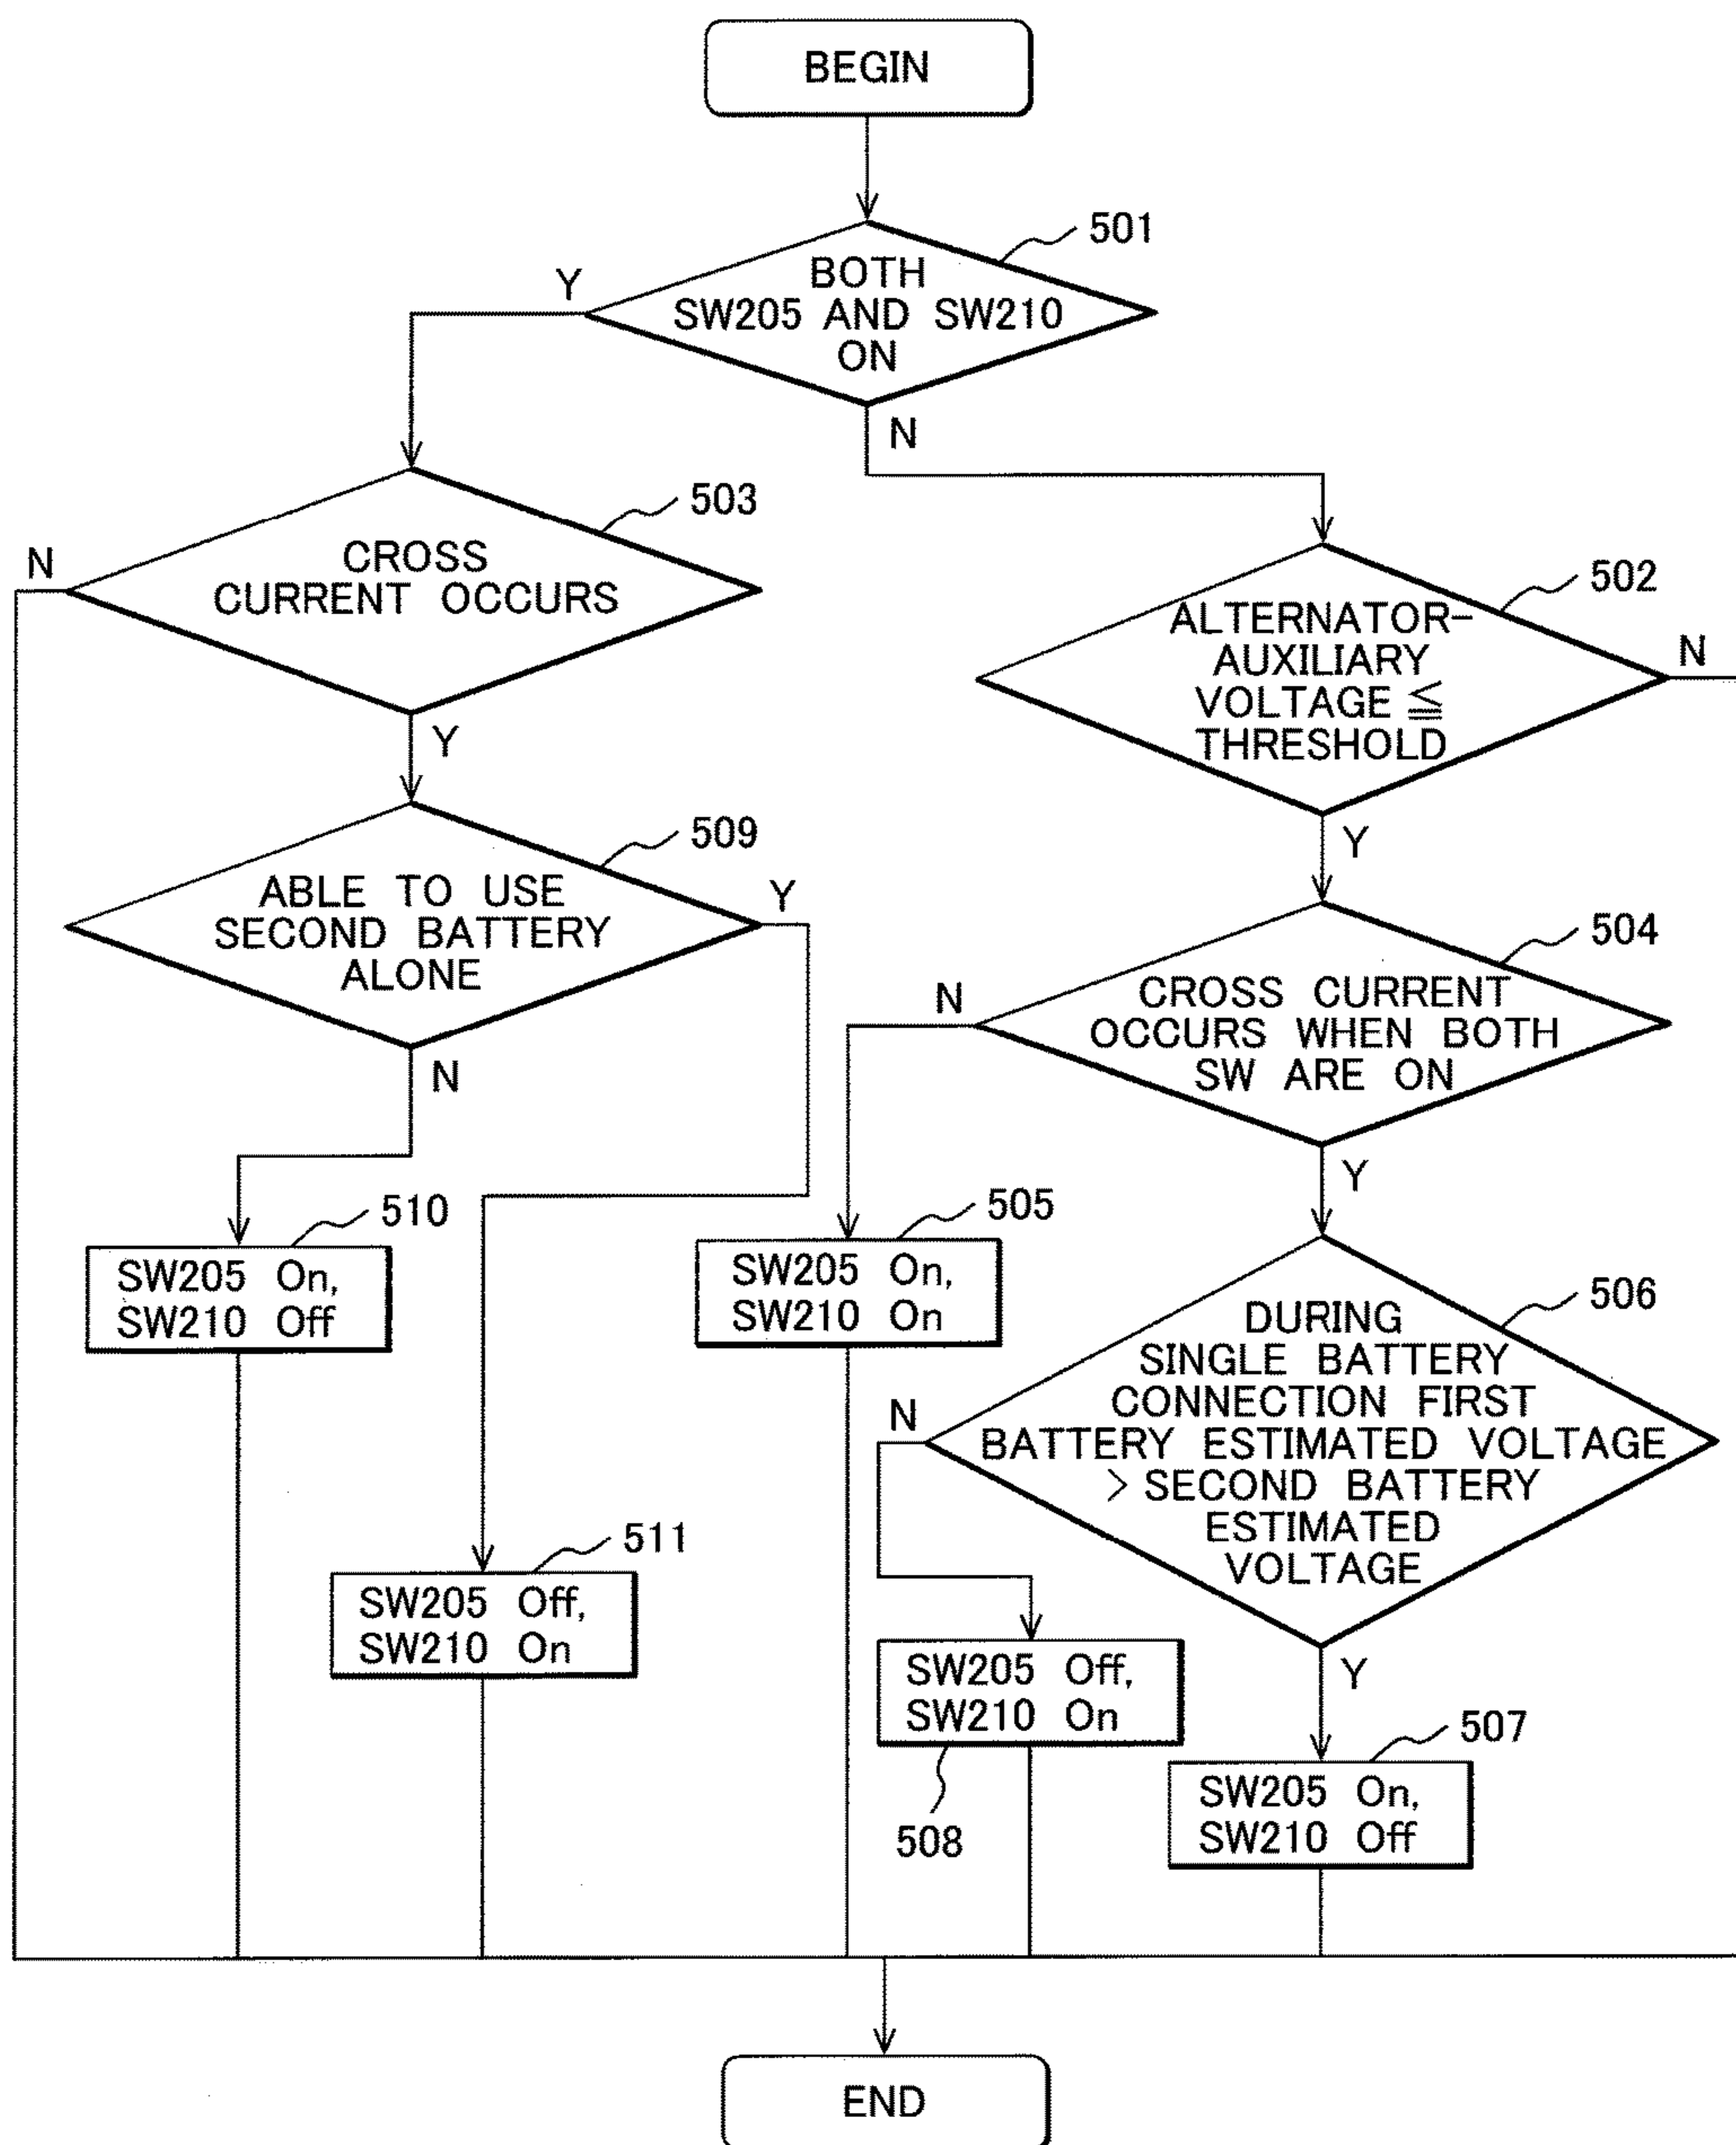 BEGIN
501
BOTH
SW205 AND SW210
ON
Y
N
503
CROSS
CURRENT OCCURS
N
Y
502
ALTERNATOR-
AUXILIARY
VOLTAGE ≦
THRESHOLD
N
Y
509
ABLE TO USE
SECOND BATTERY
ALONE
Y
N
504
CROSS CURRENT
OCCURS WHEN BOTH
SW ARE ON
N
Y
510
SW205 On,
SW210 Off
505
SW205 On,
SW210 On
506
DURING
SINGLE BATTERY
CONNECTION FIRST
BATTERY ESTIMATED VOLTAGE
> SECOND BATTERY
ESTIMATED
VOLTAGE
N
Y
511
SW205 Off,
SW210 On
SW205 Off,
SW210 On
508
507
SW205 On,
SW210 Off
END